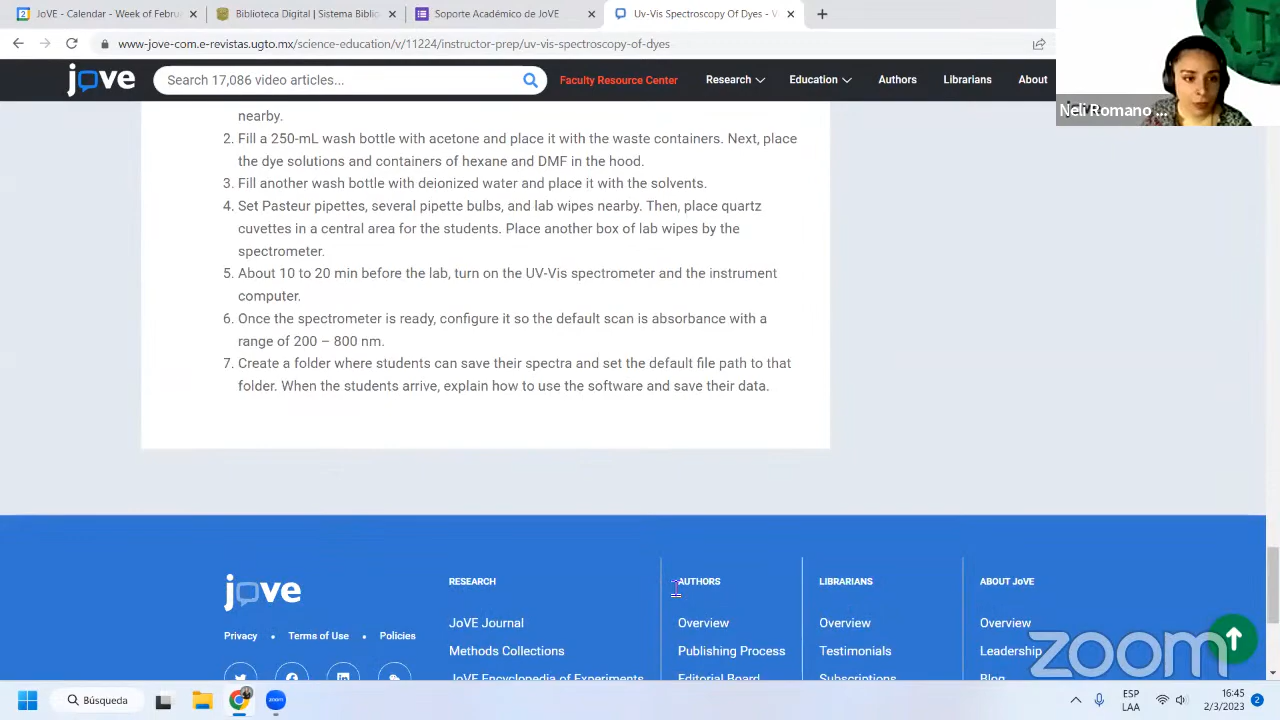 JoVE - Calendar - Week of Febru
Biblioteca Digital | Sistema Biblic
Soporte Académico de JoVE
Uv-Vis Spectroscopy Of Dyes - V
www-jove-com.e-revistas.ugto.mx/science-education/v/11224/instructor-prep/uv-vis-spectroscopy-of-dyes
jove
Search 17,086 video articles...
Faculty Resource Center
Research
Education
Authors
Librarians
About
Neli Romano ...
nearby.
2. Fill a 250-mL wash bottle with acetone and place it with the waste containers. Next, place
the dye solutions and containers of hexane and DMF in the hood.
3. Fill another wash bottle with deionized water and place it with the solvents.
4. Set Pasteur pipettes, several pipette bulbs, and lab wipes nearby. Then, place quartz
cuvettes in a central area for the students. Place another box of lab wipes by the
spectrometer.
5. About 10 to 20 min before the lab, turn on the UV-Vis spectrometer and the instrument
computer.
6. Once the spectrometer is ready, configure it so the default scan is absorbance with a
range of 200 – 800 nm.
7. Create a folder where students can save their spectra and set the default file path to that
folder. When the students arrive, explain how to use the software and save their data.
jove
Privacy • Terms of Use • Policies
RESEARCH
JoVE Journal
Methods Collections
JoVE Encyclopedia of Experiments
AUTHORS
Overview
Publishing Process
Editorial Board
LIBRARIANS
Overview
Testimonials
Subscriptions
ABOUT JoVE
Overview
Leadership
Blog
zoom
Búsqueda
zoom
ESP
LAA
16:45
2/3/2023
2